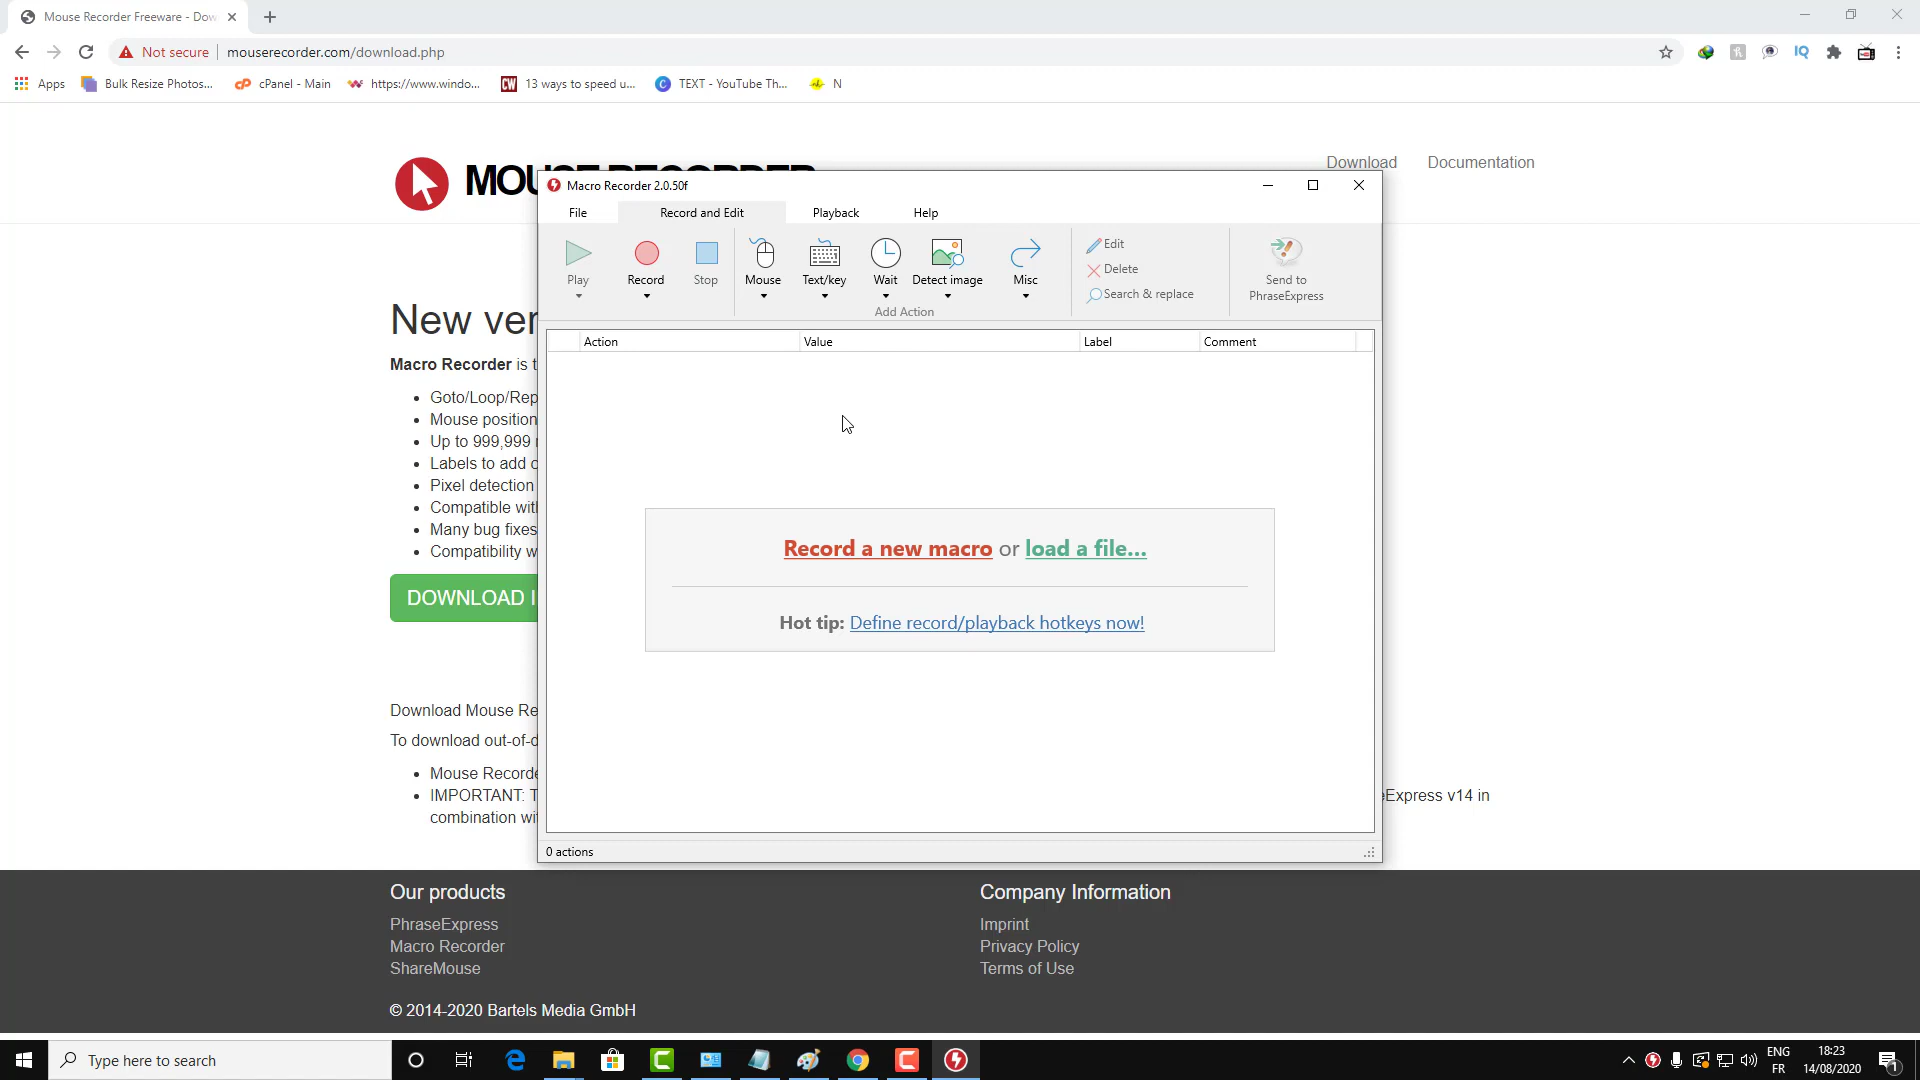 Mouse Recorder Freeware - Dow
Not secure
mouserecorder.com/download.php
Apps
Bulk Resize Photos...
cPanel - Main
https://www.windo...
13 ways to speed u...
TEXT - YouTube Th...
N
MOUSE RECORDER
Download
Documentation
Macro Recorder 2.0.50f
File
Record and Edit
Playback
Help
Play
Record
Stop
Mouse
Text/key
Wait
Detect image
Misc
Add Action
Edit
Delete
Search & replace
Send to
PhraseExpress
Action
Value
Label
Comment
Record a new macro or load a file...
Hot tip: Define record/playback hotkeys now!
0 actions
New ver
Macro Recorder is t
Goto/Loop/Rep
Mouse position
Up to 999,999
Labels to add
Pixel detection
Compatible with
Many bug fixes
Compatibility w
DOWNLOAD
Download Mouse Re
To download out-of-d
Mouse Recorde
IMPORTANT: T
Express v14 in
combination wi
Our products
PhraseExpress
Macro Recorder
ShareMouse
© 2014-2020 Bartels Media GmbH
Company Information
Imprint
Privacy Policy
Terms of Use
Type here to search
ENG
FR
18:23
14/08/2020
1